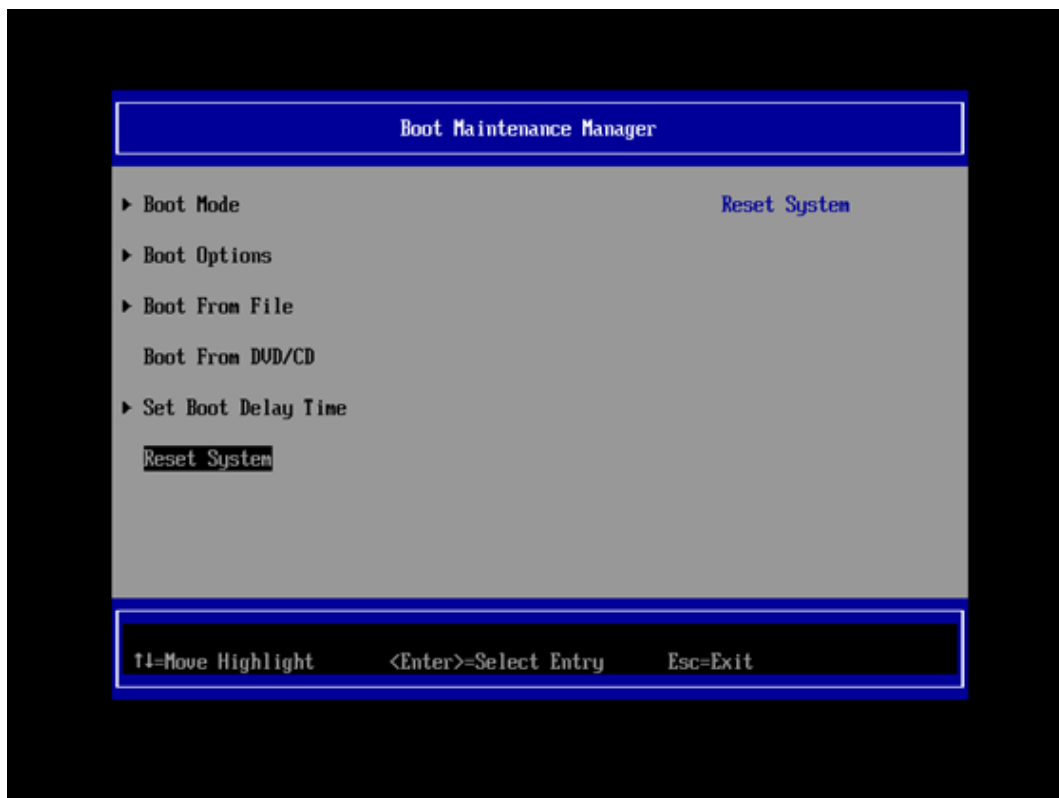 Boot Maintenance Manager
▶ Boot Mode
Reset System
▶ Boot Options
▶ Boot From File
Boot From DVD/CD
▶ Set Boot Delay Time
Reset System
↑↓=Move Highlight <Enter>=Select Entry Esc=Exit